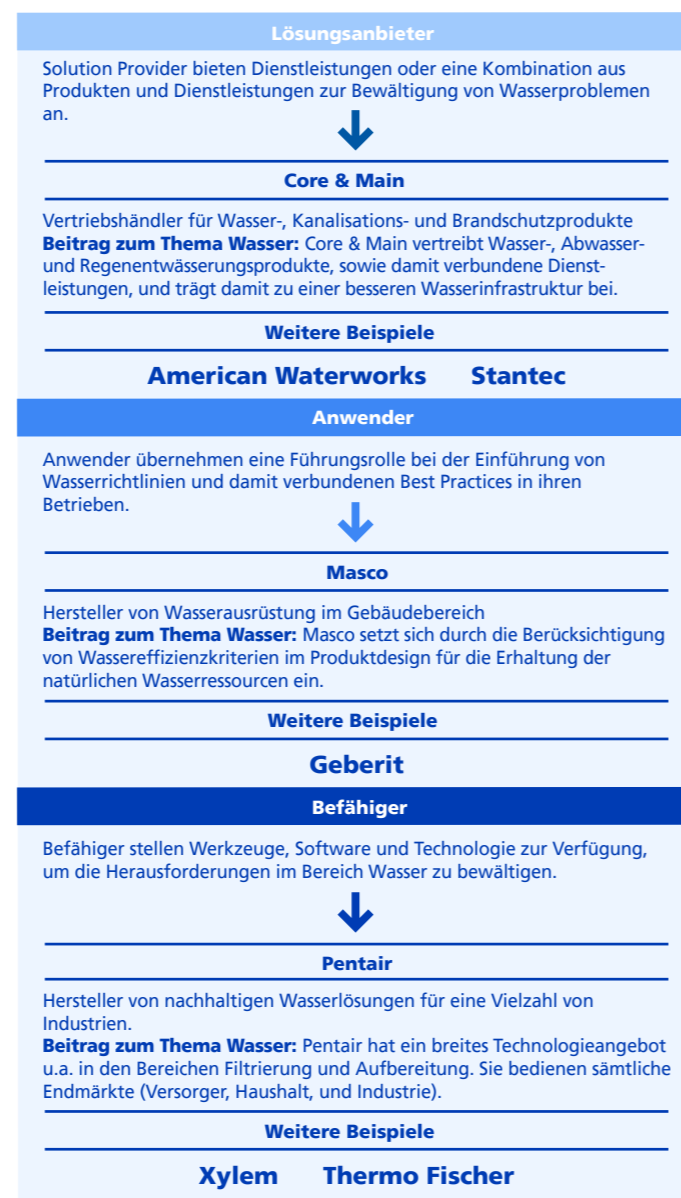 Lösungsanbieter
Solution Provider bieten Dienstleistungen oder eine Kombination aus
Produkten und Dienstleistungen zur Bewältigung von Wasserproblemen
an.
Core & Main
Vertriebshändler für Wasser-, Kanalisations- und Brandschutzprodukte
Beitrag zum Thema Wasser: Core & Main vertreibt Wasser-, Abwasser-
und Regenentwässerungsprodukte, sowie damit verbundene Dienst-
leistungen, und trägt damit zu einer besseren Wasserinfrastruktur bei.
Weitere Beispiele
American Waterworks Stantec
Anwender
Anwender übernehmen eine Führungsrolle bei der Einführung von
Wasserrichtlinien und damit verbundenen Best Practices in ihren
Betrieben.
Masco
Hersteller von Wasserausrüstung im Gebäudebereich
Beitrag zum Thema Wasser: Masco setzt sich durch die Berücksichtigung
von Wassereffizienzkriterien im Produktdesign für die Erhaltung der
natürlichen Wasserressourcen ein.
Weitere Beispiele
Geberit
Befähiger
Befähiger stellen Werkzeuge, Software und Technologie zur Verfügung,
um die Herausforderungen im Bereich Wasser zu bewältigen.
Pentair
Hersteller von nachhaltigen Wasserlösungen für eine Vielzahl von
Industrien.
Beitrag zum Thema Wasser: Pentair hat ein breites Technologieangebot
u.a. in den Bereichen Filtrierung und Aufbereitung. Sie bedienen sämtliche
Endmärkte (Versorger, Haushalt, und Industrie).
Weitere Beispiele
Xylem Thermo Fischer